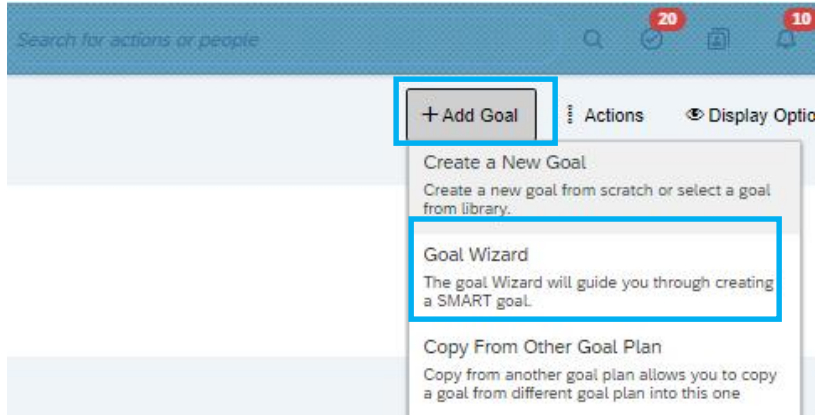 20
10
Search for actions or people
+ Add Goal
Actions
Display Optio
Create a New Goal
Create a new goal from scratch or select a goal
from library.
Goal Wizard
The goal Wizard will guide you through creating
a SMART goal.
Copy From Other Goal Plan
Copy from another goal plan allows you to copy
a goal from different goal plan into this one